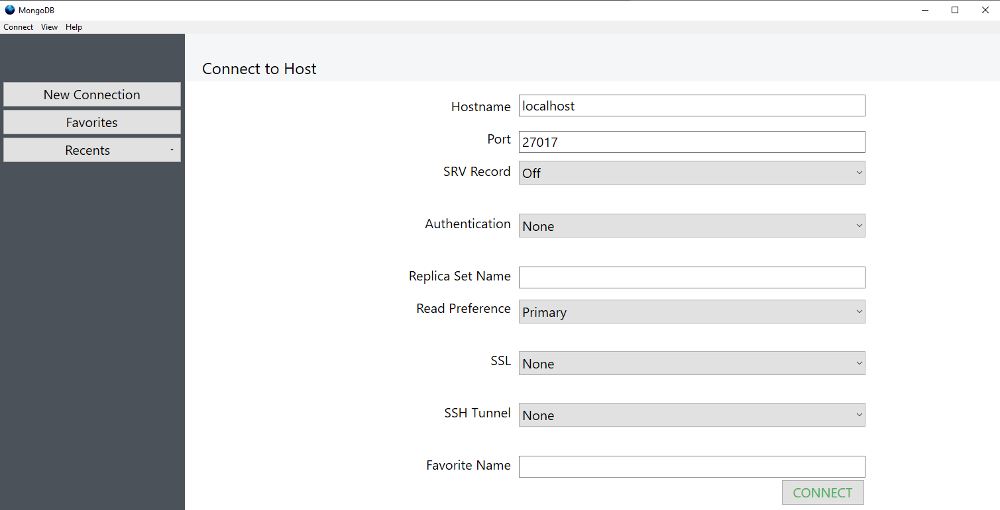 MongoDB
Connect View Help
Connect to Host
New Connection
Favorites
Recents
Hostname localhost
Port 27017
SRV Record Off
Authentication None
Replica Set Name
Read Preference Primary
SSL None
SSH Tunnel None
Favorite Name
CONNECT